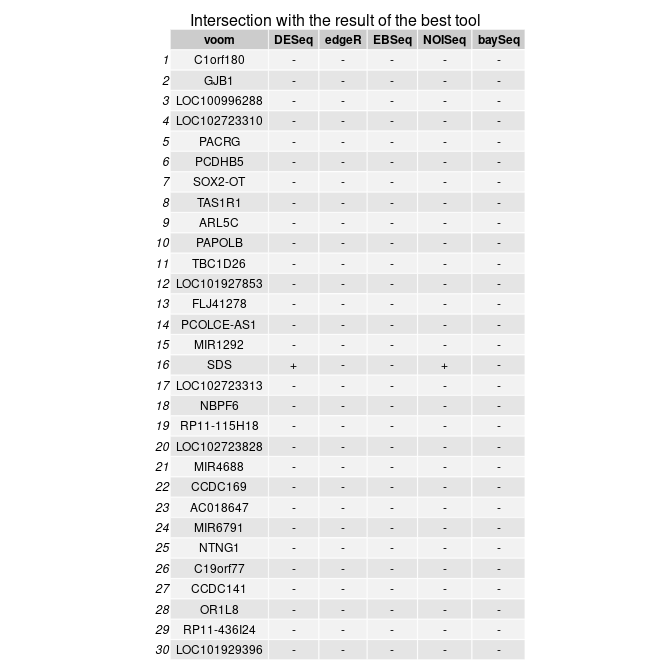 Intersection with the result of the best tool
voom DESeq edgeR EBSeq NOISeq baySeq
1 C1orf180 - - - - -
2 GJB1 - - - - -
3 LOC100996288 - - - - -
4 LOC102723310 - - - - -
5 PACRG - - - - -
6 PCDHB5 - - - - -
7 SOX2-OT - - - - -
8 TAS1R1 - - - - -
9 ARL5C - - - - -
10 PAPOLB - - - - -
11 TBC1D26 - - - - -
12 LOC101927853 - - - - -
13 FLJ41278 - - - - -
14 PCOLCE-AS1 - - - - -
15 MIR1292 - - - - -
16 SDS + - - + -
17 LOC102723313 - - - - -
18 NBPF6 - - - - -
19 RP11-115H18 - - - - -
20 LOC102723828 - - - - -
21 MIR4688 - - - - -
22 CCDC169 - - - - -
23 AC018647 - - - - -
24 MIR6791 - - - - -
25 NTNG1 - - - - -
26 C19orf77 - - - - -
27 CCDC141 - - - - -
28 OR1L8 - - - - -
29 RP11-436I24 - - - - -
30 LOC101929396 - - - - -